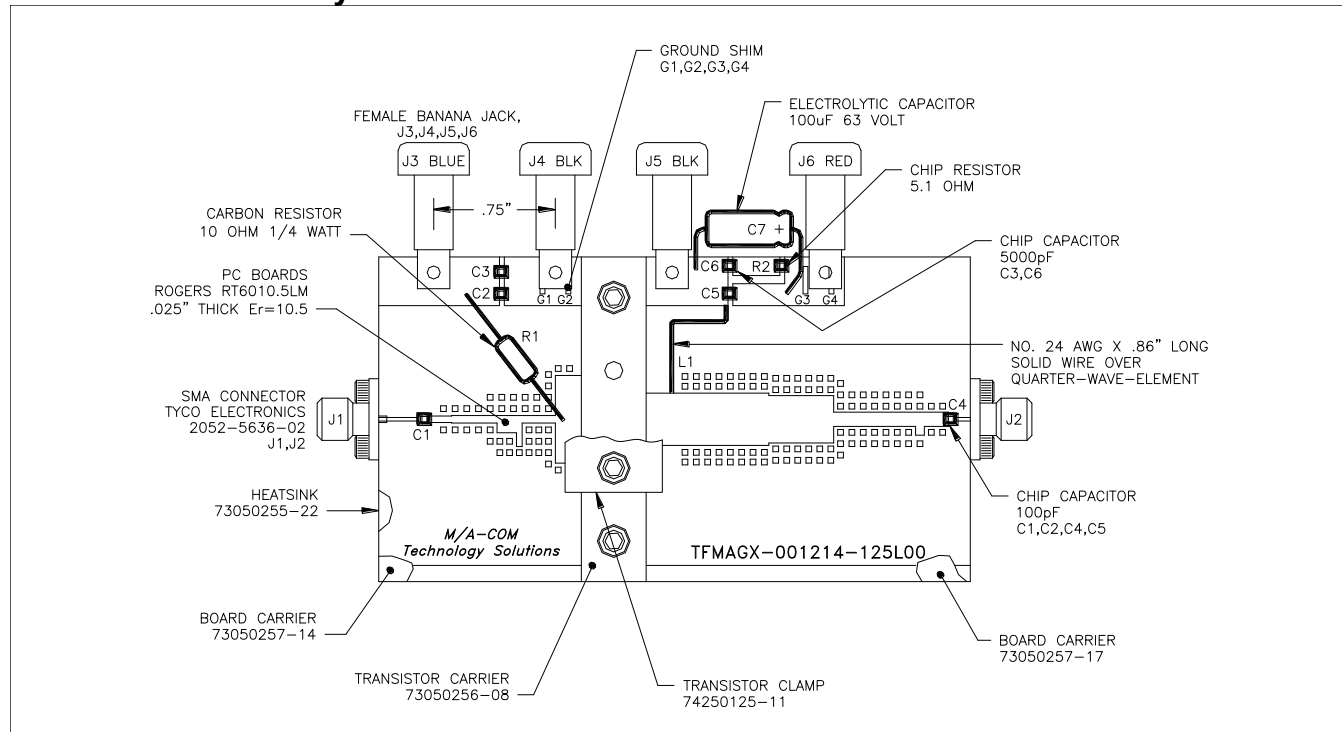 GROUND SHIM
G1,G2,G3,G4
ELECTROLYTIC CAPACITOR
100uF 63 VOLT
FEMALE BANANA JACK,
J3,J4,J5,J6
J3 BLUE
J4 BLK
J5 BLK
J6 RED
CHIP RESISTOR
5.1 OHM
.75"
CARBON RESISTOR
10 OHM 1/4 WATT
C7 +
CHIP CAPACITOR
5000pF
C3,C6
C3
C6
R2
PC BOARDS
ROGERS RT6010.5LM
.025" THICK Er=10.5
C2
G1 G2
C5
G3 G4
R1
L1
NO. 24 AWG X .86" LONG
SOLID WIRE OVER
QUARTER-WAVE-ELEMENT
SMA CONNECTOR
TYCO ELECTRONICS
2052-5636-02
J1,J2
J1
C1
C4
J2
HEATSINK
73050255-22
CHIP CAPACITOR
100pF
C1,C2,C4,C5
M/A-COM
Technology Solutions
TFMAGX-001214-125L00
BOARD CARRIER
73050257-14
BOARD CARRIER
73050257-17
TRANSISTOR CARRIER
73050256-08
TRANSISTOR CLAMP
74250125-11